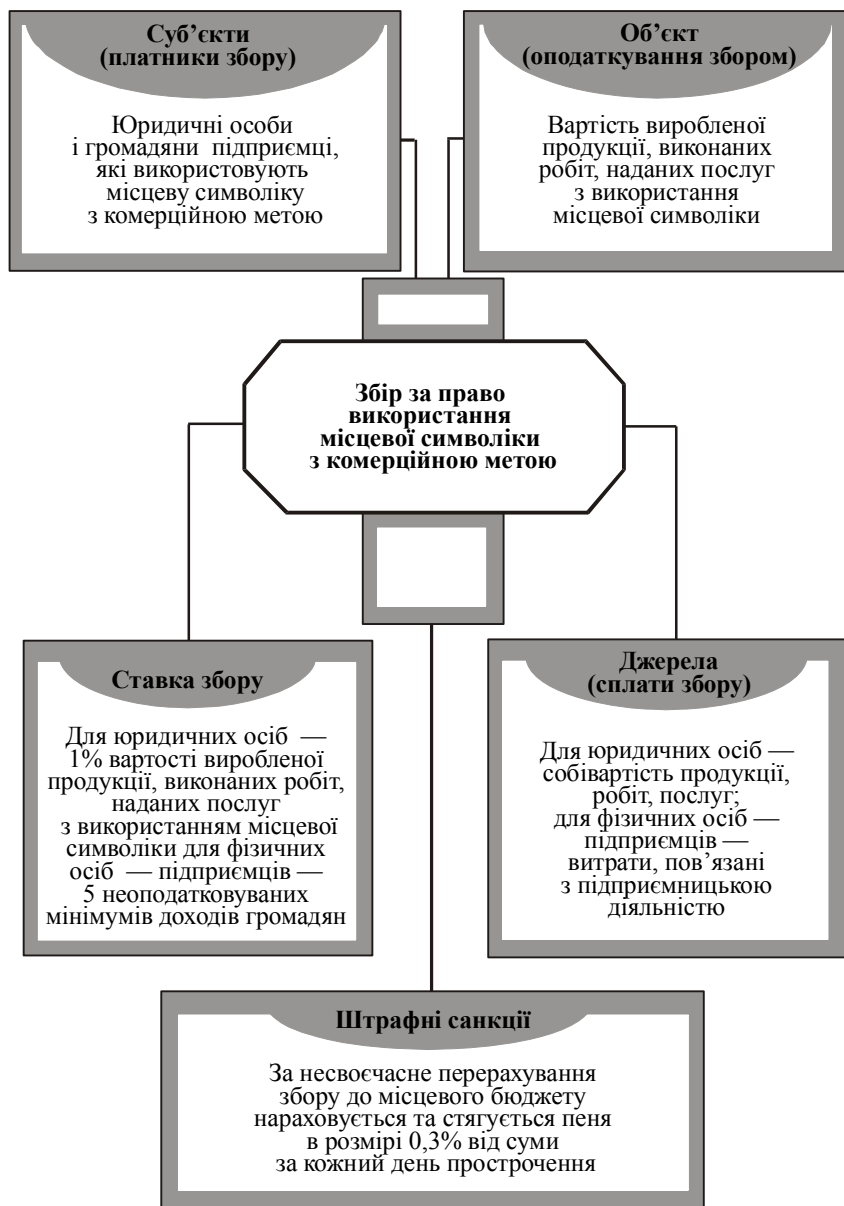 Суб’єкти
(платники збору)
Юридичні особи
і громадяни підприємці,
які використовують
місцеву символіку
з комерційною метою
Об’єкт
(оподаткування збором)
Вартість виробленої
продукції, виконаних
робіт, наданих послуг
з використання
місцевої символіки
Збір за право
використання
місцевої символіки
з комерційною метою
Ставка збору
Для юридичних осіб —
1% вартості виробленої
продукції, виконаних робіт,
наданих послуг
з використанням місцевої
символіки для фізичних
осіб — підприємців —
5 неоподатковуваних
мінімумів доходів громадян
Джерела
(сплати збору)
Для юридичних осіб —
собівартість продукції,
робіт, послуг;
для фізичних осіб —
підприємців —
витрати, пов’язані
з підприємницькою
діяльністю
Штрафні санкції
За несвоєчасне перерахування
збору до місцевого бюджету
нараховується та стягується пеня
в розмірі 0,3% від суми
за кожний день прострочення